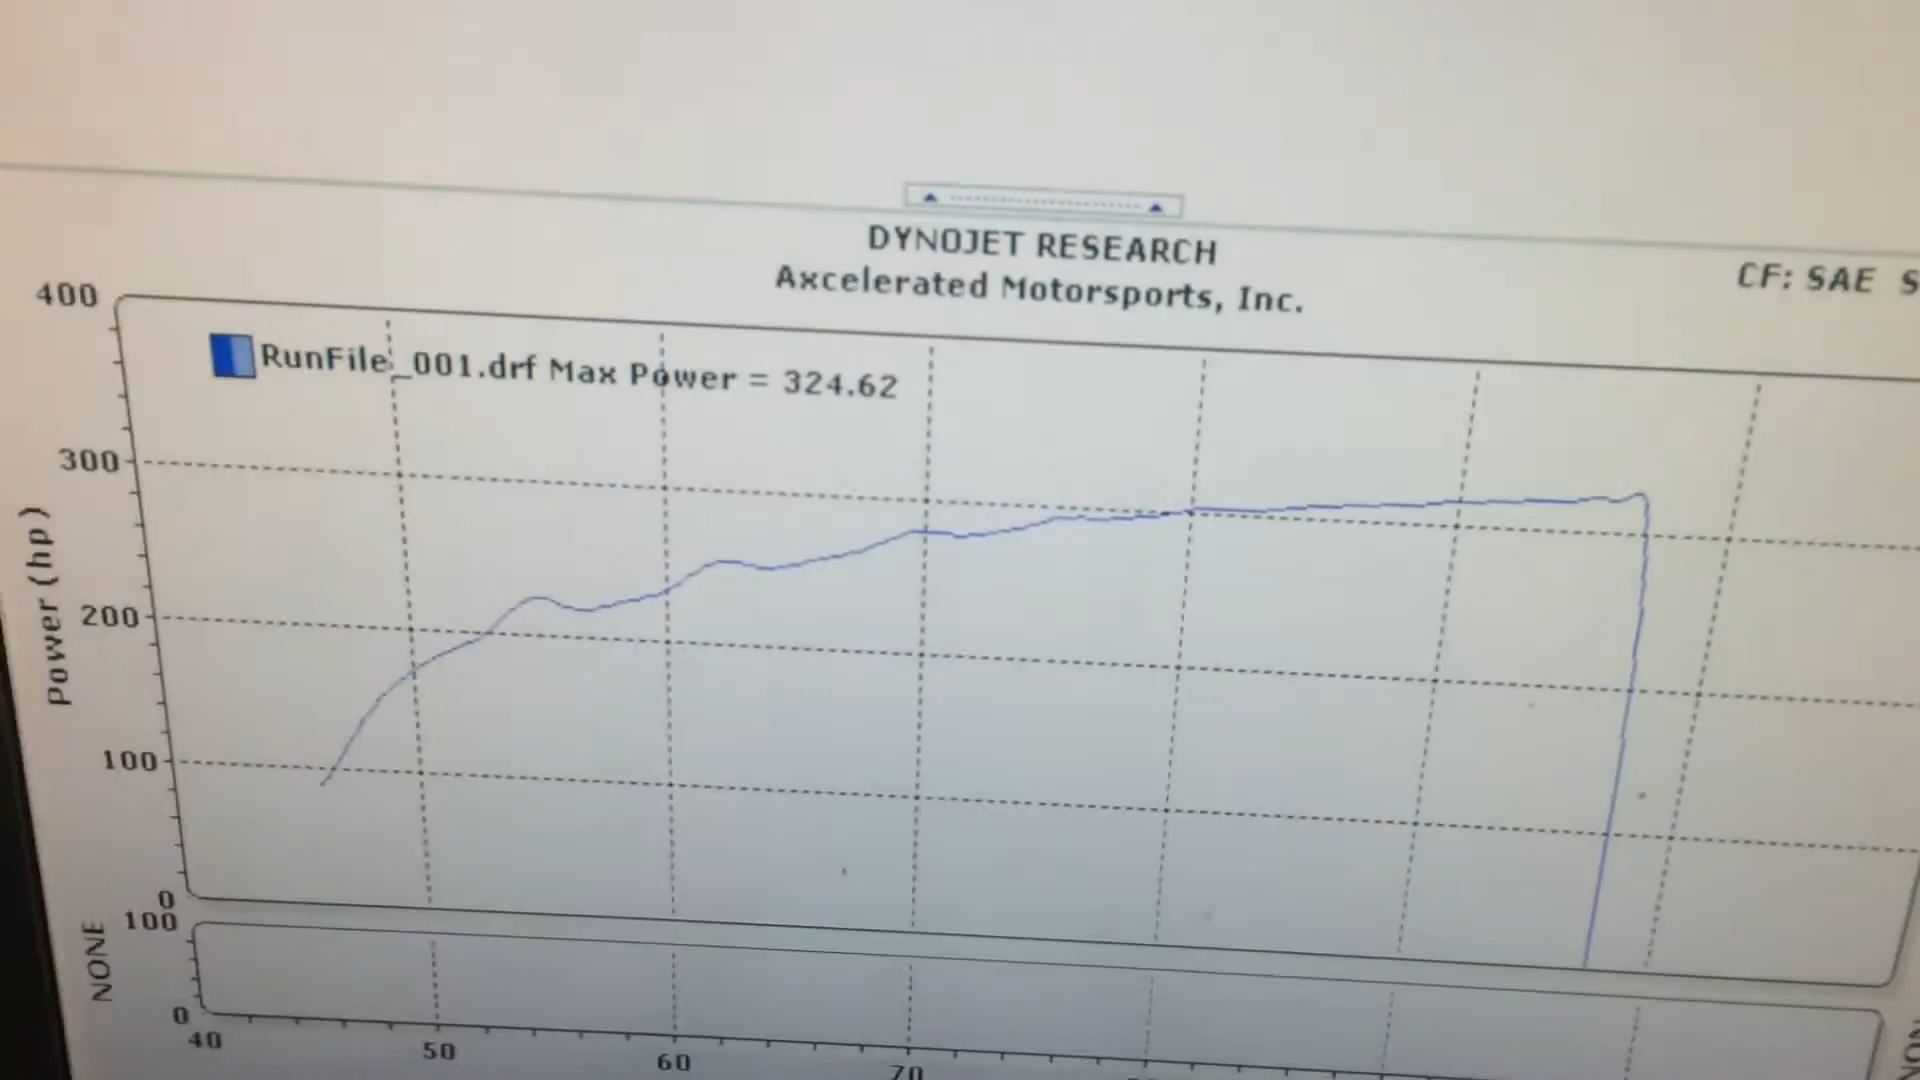 DYNOJET RESEARCH
Axcelerated Motorsports, Inc.
CF: SAE
400
RunFile_001.drf Max Power = 324.62
300
200
100
0
Power (hp)
100
0
NONE
40
50
60
70